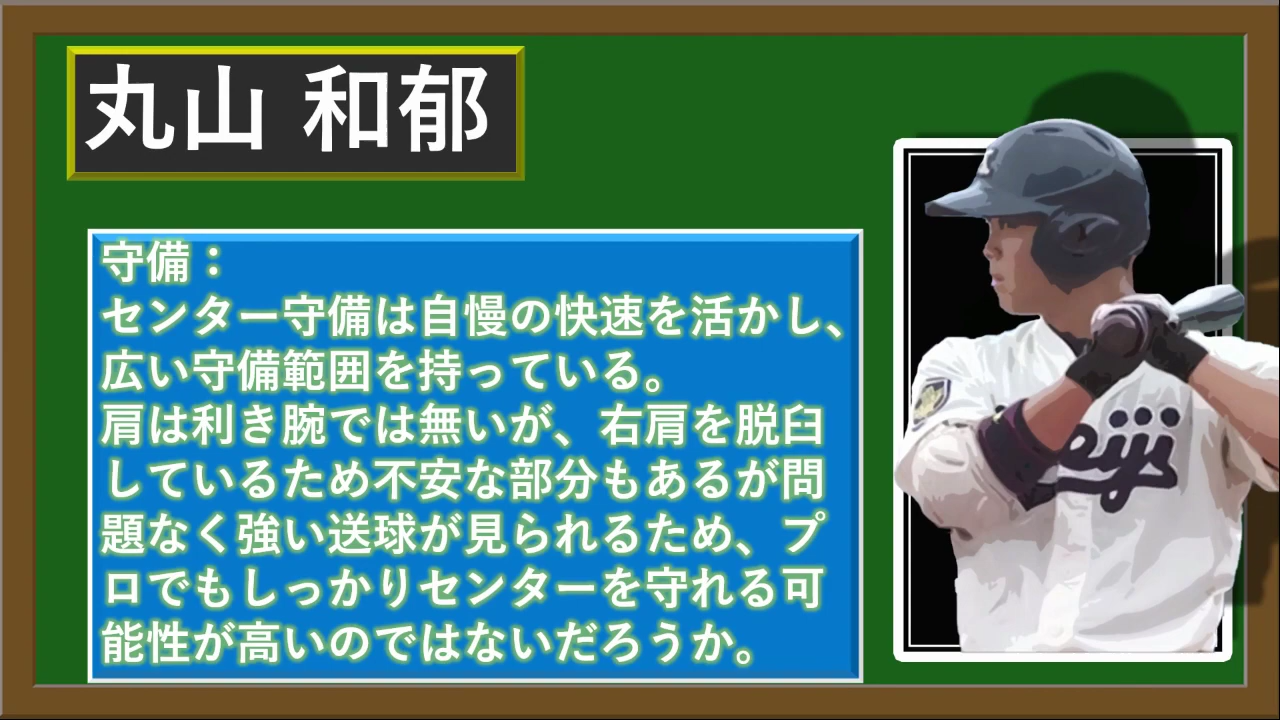 丸山 和郁
守備：
センター守備は自慢の快速を活かし、
広い守備範囲を持っている。
肩は利き腕では無いが、右肩を脱臼
しているため不安な部分もあるが問
題なく強い送球が見られるため、プ
ロでもしっかりセンターを守れる可
能性が高いのではないだろうか。
eiji